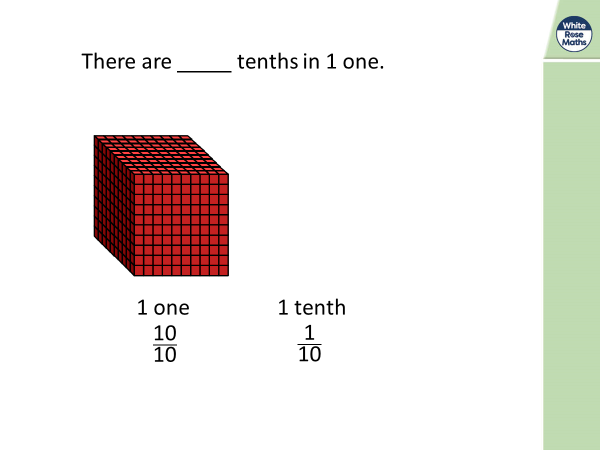 White
Rose
Maths
There are _____ tenths in 1 one.
1 one
10
10
1 tenth
1
10